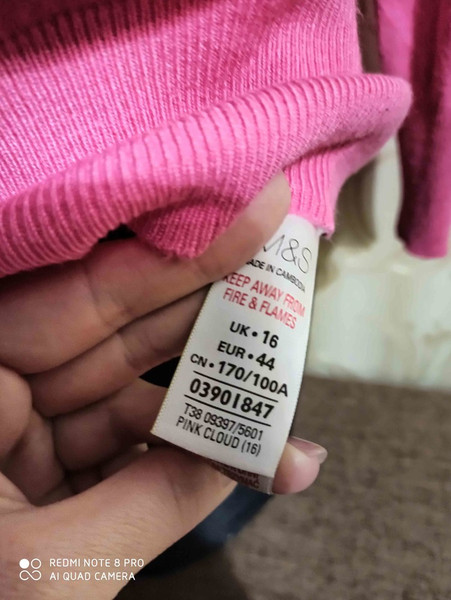 M&S
MADE IN CAMBODIA
KEEP AWAY FROM
FIRE & FLAMES
UK • 16
EUR • 44
CN • 170/100A
03901847
T38 09397/5601
PINK CLOUD (16)
REDMI NOTE 8 PRO
AI QUAD CAMERA